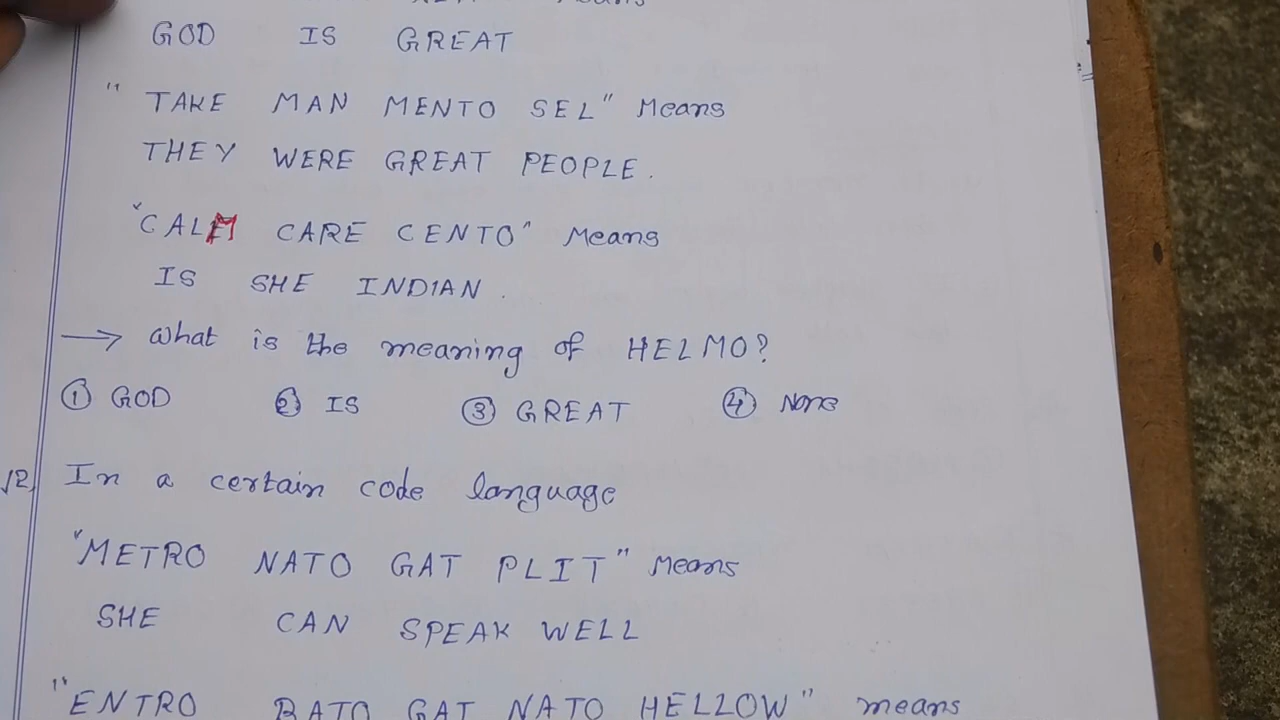 GOD IS GREAT
"TAKE MAN MENTO SEL" Means
THEY WERE GREAT PEOPLE.
"CALM CARE CENTO" Means
IS SHE INDIAN.
→ What is the meaning of HELMO?
① GOD ② IS ③ GREAT ④ None
12, In a certain code language
"METRO NATO GAT PLIT" Means
SHE CAN SPEAK WELL
"ENTRO BATO GAT NATO HELLOW" means